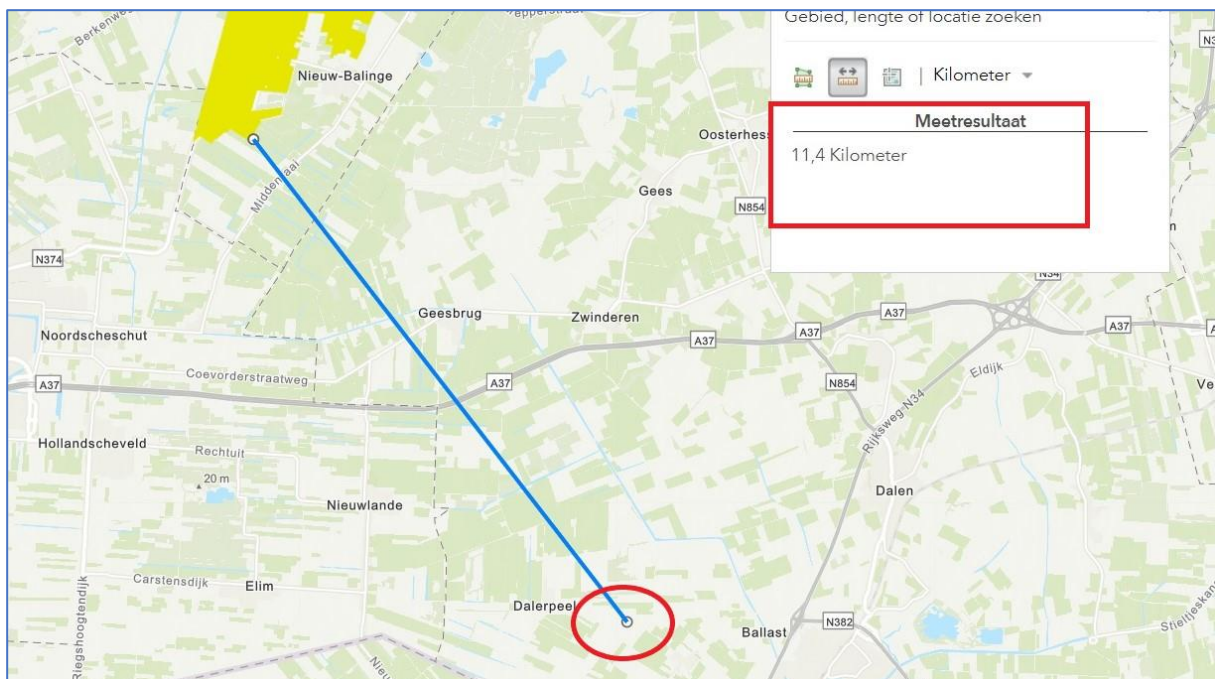 Gebied, lengte of locatie zoeken
Kilometer
Meetresultaat
11,4 Kilometer
Nieuw-Balinge
Middenraai
Gees
N854
N374
Geesbrug
Zwinderen
A37
A37
A37
A37
Noordscheschut
Coevorderstraatweg
A37
A37
N854
Eldijk
Rijksweg-N34
Hollandscheveld
Rechtuit
20 m
Nieuwlande
Dalen
Carstensdijk
Elim
Dalerpeel
Ballast
N382
Riegshoogtendijk